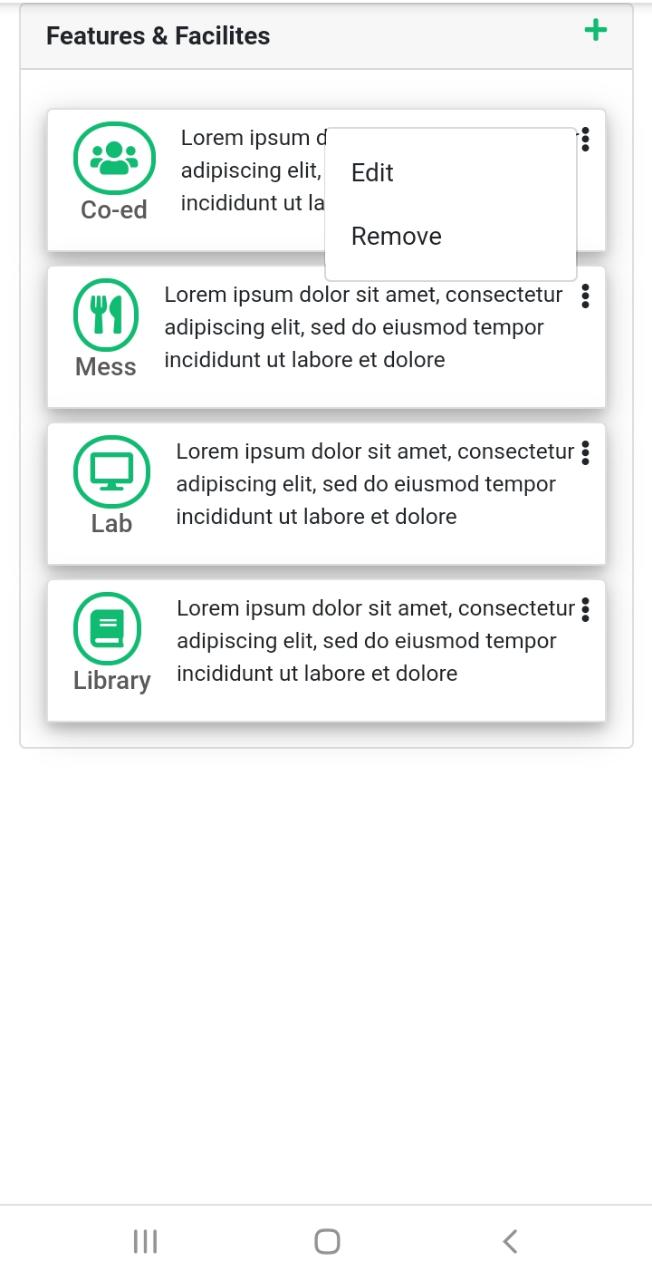 Features & Facilites
Co-ed
Lorem ipsum
adipiscing elit,
incididunt ut
Edit
Remove
Mess
Lorem ipsum dolor sit amet, consectetur
adipiscing elit, sed do eiusmod tempor
incididunt ut labore et dolore
Lab
Lorem ipsum dolor sit amet, consectetur
adipiscing elit, sed do eiusmod tempor
incididunt ut labore et dolore
Library
Lorem ipsum dolor sit amet, consectetur
adipiscing elit, sed do eiusmod tempor
incididunt ut labore et dolore